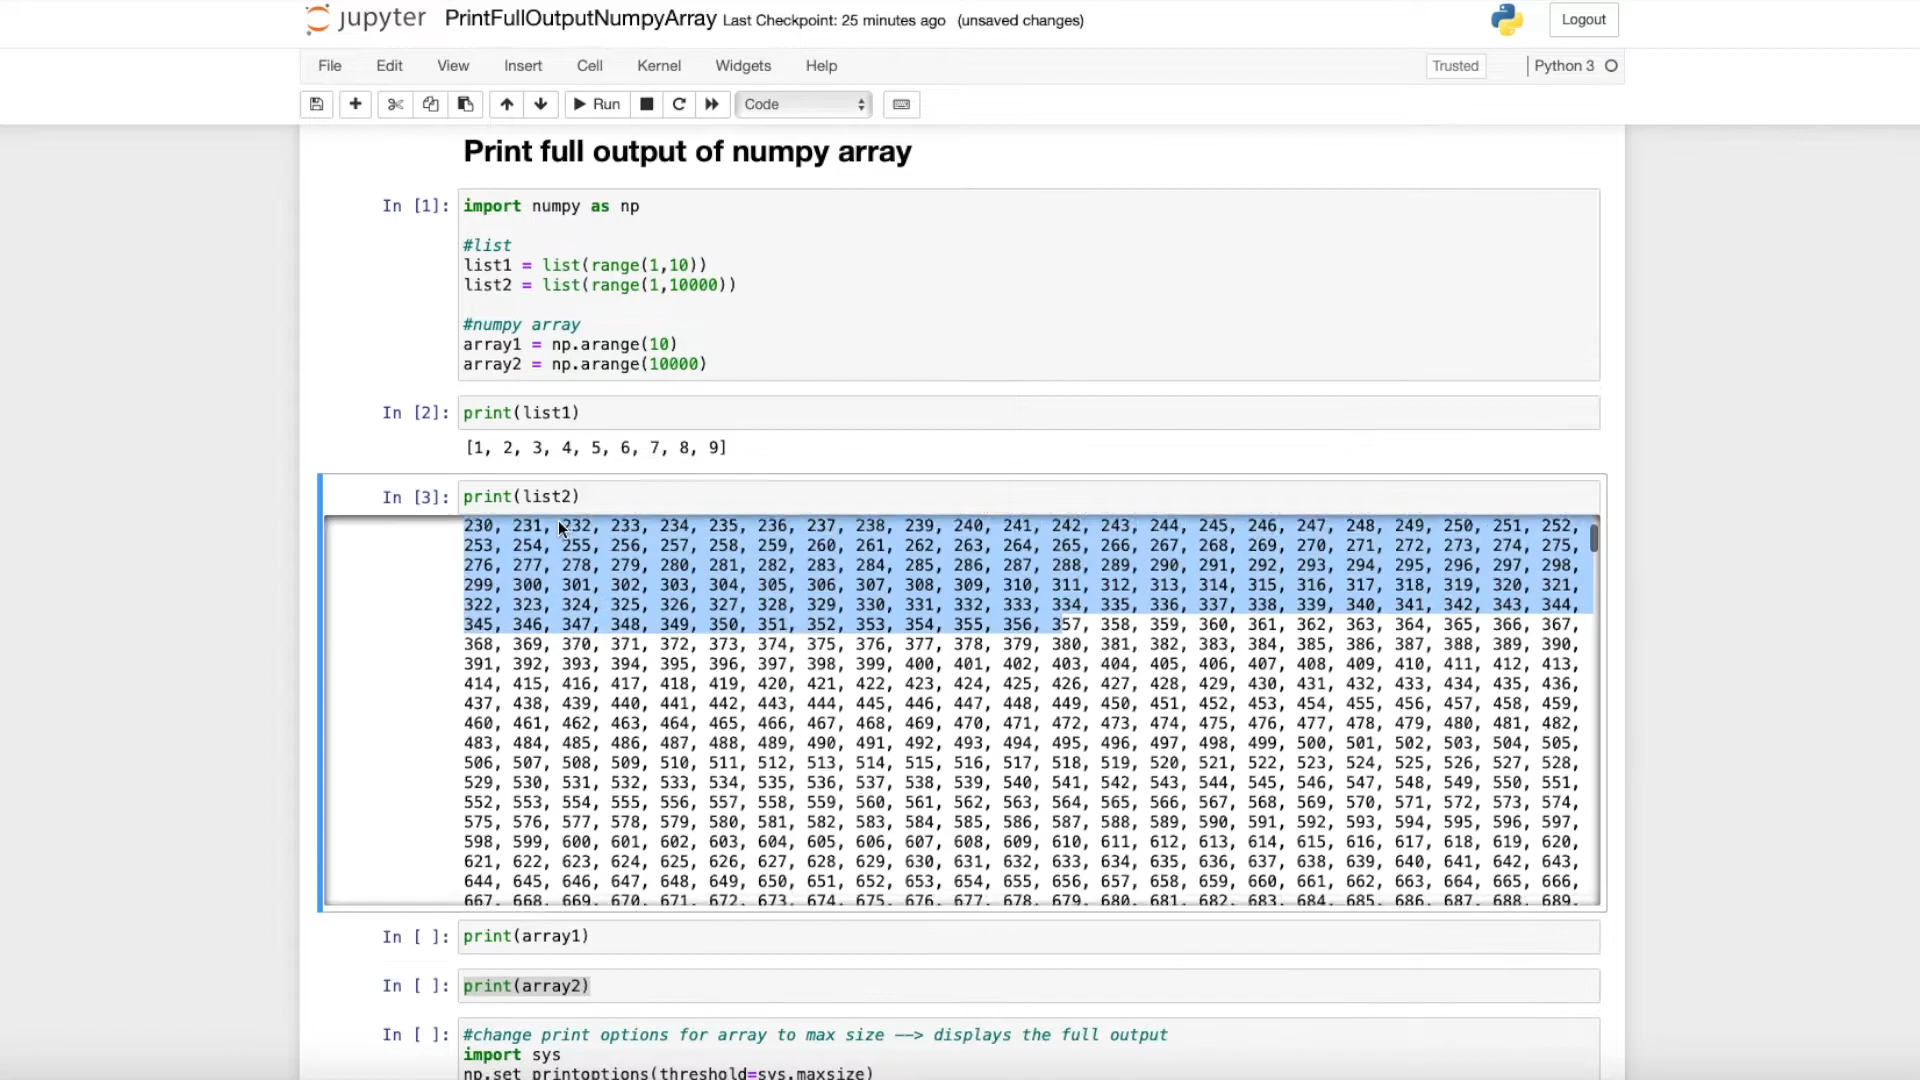 jupyter PrintFullOutputNumpyArray Last Checkpoint: 25 minutes ago (unsaved changes) Logout
File Edit View Insert Cell Kernel Widgets Help Trusted Python 3
Run Code
Print full output of numpy array
In [1]: import numpy as np
#list
list1 = list(range(1,10))
list2 = list(range(1,10000))
#numpy array
array1 = np.arange(10)
array2 = np.arange(10000)
In [2]: print(list1)
[1, 2, 3, 4, 5, 6, 7, 8, 9]
In [3]: print(list2)
230, 231, 232, 233, 234, 235, 236, 237, 238, 239, 240, 241, 242, 243, 244, 245, 246, 247, 248, 249, 250, 251, 252,
253, 254, 255, 256, 257, 258, 259, 260, 261, 262, 263, 264, 265, 266, 267, 268, 269, 270, 271, 272, 273, 274, 275,
276, 277, 278, 279, 280, 281, 282, 283, 284, 285, 286, 287, 288, 289, 290, 291, 292, 293, 294, 295, 296, 297, 298,
299, 300, 301, 302, 303, 304, 305, 306, 307, 308, 309, 310, 311, 312, 313, 314, 315, 316, 317, 318, 319, 320, 321,
322, 323, 324, 325, 326, 327, 328, 329, 330, 331, 332, 333, 334, 335, 336, 337, 338, 339, 340, 341, 342, 343, 344,
345, 346, 347, 348, 349, 350, 351, 352, 353, 354, 355, 356, 357, 358, 359, 360, 361, 362, 363, 364, 365, 366, 367,
368, 369, 370, 371, 372, 373, 374, 375, 376, 377, 378, 379, 380, 381, 382, 383, 384, 385, 386, 387, 388, 389, 390,
391, 392, 393, 394, 395, 396, 397, 398, 399, 400, 401, 402, 403, 404, 405, 406, 407, 408, 409, 410, 411, 412, 413,
414, 415, 416, 417, 418, 419, 420, 421, 422, 423, 424, 425, 426, 427, 428, 429, 430, 431, 432, 433, 434, 435, 436,
437, 438, 439, 440, 441, 442, 443, 444, 445, 446, 447, 448, 449, 450, 451, 452, 453, 454, 455, 456, 457, 458, 459,
460, 461, 462, 463, 464, 465, 466, 467, 468, 469, 470, 471, 472, 473, 474, 475, 476, 477, 478, 479, 480, 481, 482,
483, 484, 485, 486, 487, 488, 489, 490, 491, 492, 493, 494, 495, 496, 497, 498, 499, 500, 501, 502, 503, 504, 505,
506, 507, 508, 509, 510, 511, 512, 513, 514, 515, 516, 517, 518, 519, 520, 521, 522, 523, 524, 525, 526, 527, 528,
529, 530, 531, 532, 533, 534, 535, 536, 537, 538, 539, 540, 541, 542, 543, 544, 545, 546, 547, 548, 549, 550, 551,
552, 553, 554, 555, 556, 557, 558, 559, 560, 561, 562, 563, 564, 565, 566, 567, 568, 569, 570, 571, 572, 573, 574,
575, 576, 577, 578, 579, 580, 581, 582, 583, 584, 585, 586, 587, 588, 589, 590, 591, 592, 593, 594, 595, 596, 597,
598, 599, 600, 601, 602, 603, 604, 605, 606, 607, 608, 609, 610, 611, 612, 613, 614, 615, 616, 617, 618, 619, 620,
621, 622, 623, 624, 625, 626, 627, 628, 629, 630, 631, 632, 633, 634, 635, 636, 637, 638, 639, 640, 641, 642, 643,
644, 645, 646, 647, 648, 649, 650, 651, 652, 653, 654, 655, 656, 657, 658, 659, 660, 661, 662, 663, 664, 665, 666,
667, 668, 669, 670, 671, 672, 673, 674, 675, 676, 677, 678, 679, 680, 681, 682, 683, 684, 685, 686, 687, 688, 689,
In [ ]: print(array1)
In [ ]: print(array2)
In [ ]: #change print options for array to max size --> displays the full output
import sys
np.set_printoptions(threshold=sys.maxsize)